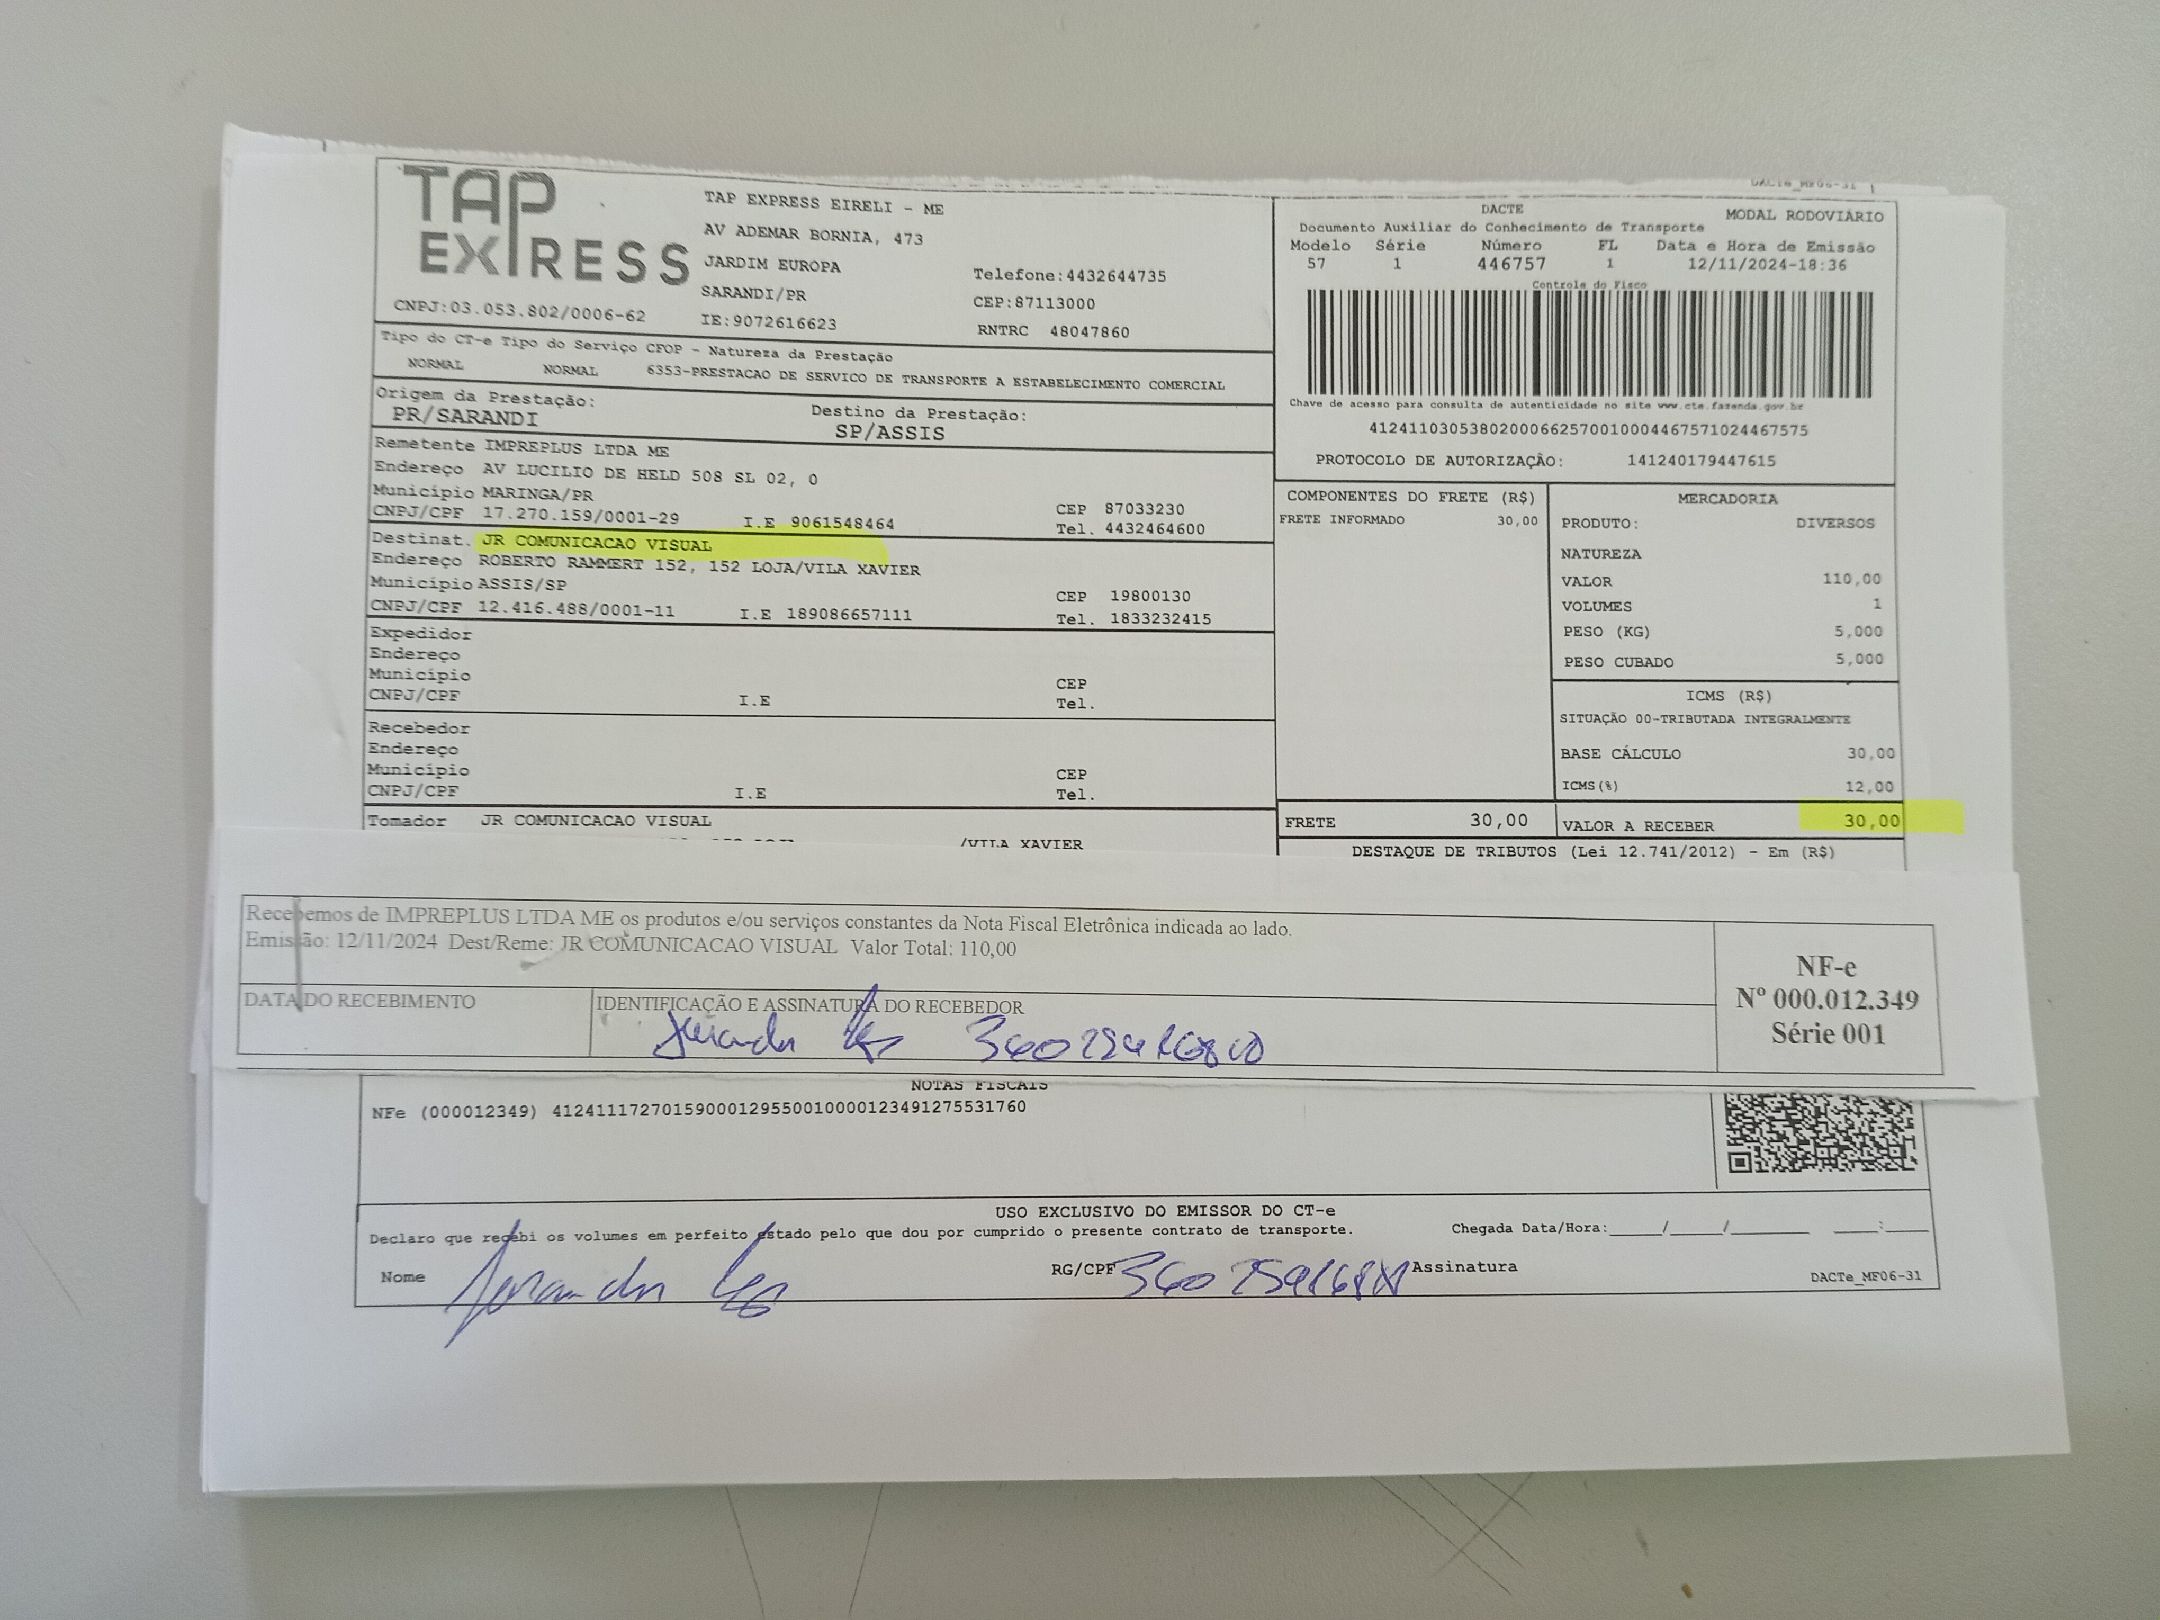 TAP
EXPRESS
CNPJ:03.053.802/0006-62
TAP EXPRESS EIRELI - ME
AV ADEMAR BORNIA, 473
JARDIM EUROPA
SARANDI/PR
IE:9072616623
Telefone:4432644735
CEP:87113000
RNTRC 48047860
DACTe_MF06-31
DACTE MODAL RODOVIÁRIO
Documento Auxiliar do Conhecimento de Transporte
Modelo Série Número FL Data e Hora de Emissão
57 1 446757 1 12/11/2024-18:36
Controle do Fisco
Chave de acesso para consulta de autenticidade no site www.cte.fazenda.gov.br
41241103053802000662570010004467571024467575
PROTOCOLO DE AUTORIZAÇÃO: 141240179447615
Tipo do CT-e Tipo do Serviço CFOP - Natureza da Prestação
NORMAL NORMAL 6353-PRESTACAO DE SERVICO DE TRANSPORTE A ESTABELECIMENTO COMERCIAL
Origem da Prestação: Destino da Prestação:
PR/SARANDI SP/ASSIS
Remetente IMPREPLUS LTDA ME
Endereço AV LUCILIO DE HELD 508 SL 02, 0
Município MARINGA/PR CEP 87033230
CNPJ/CPF 17.270.159/0001-29 I.E 9061548464 Tel. 4432464600
Destinat. JR COMUNICACAO VISUAL
Endereço ROBERTO RAMMERT 152, 152 LOJA/VILA XAVIER
Município ASSIS/SP CEP 19800130
CNPJ/CPF 12.416.488/0001-11 I.E 189086657111 Tel. 1833232415
Expedidor
Endereço
Município CEP
CNPJ/CPF I.E Tel.
Recebedor
Endereço
Município CEP
CNPJ/CPF I.E Tel.
Tomador JR COMUNICACAO VISUAL
/VILA XAVIER
COMPONENTES DO FRETE (R$)
FRETE INFORMADO 30,00
MERCADORIA
PRODUTO: DIVERSOS
NATUREZA
VALOR 110,00
VOLUMES 1
PESO (KG) 5,000
PESO CUBADO 5,000
ICMS (R$)
SITUAÇÃO 00-TRIBUTADA INTEGRALMENTE
BASE CÁLCULO 30,00
ICMS(%) 12,00
FRETE 30,00 VALOR A RECEBER 30,00
DESTAQUE DE TRIBUTOS (Lei 12.741/2012) - Em (R$)
Recebemos de IMPREPLUS LTDA ME os produtos e/ou serviços constantes da Nota Fiscal Eletrônica indicada ao lado.
Emissão: 12/11/2024 Dest/Reme: JR COMUNICACAO VISUAL Valor Total: 110,00
DATA DO RECEBIMENTO IDENTIFICAÇÃO E ASSINATURA DO RECEBEDOR
NF-e
Nº 000.012.349
Série 001
NOTAS FISCAIS
NFe (000012349) 41241117270159000129550010000123491275531760
USO EXCLUSIVO DO EMISSOR DO CT-e
Declaro que recebi os volumes em perfeito estado pelo que dou por cumprido o presente contrato de transporte. Chegada Data/Hora:____/____/______ ____:____
Nome RG/CPF Assinatura
DACTe_MF06-31